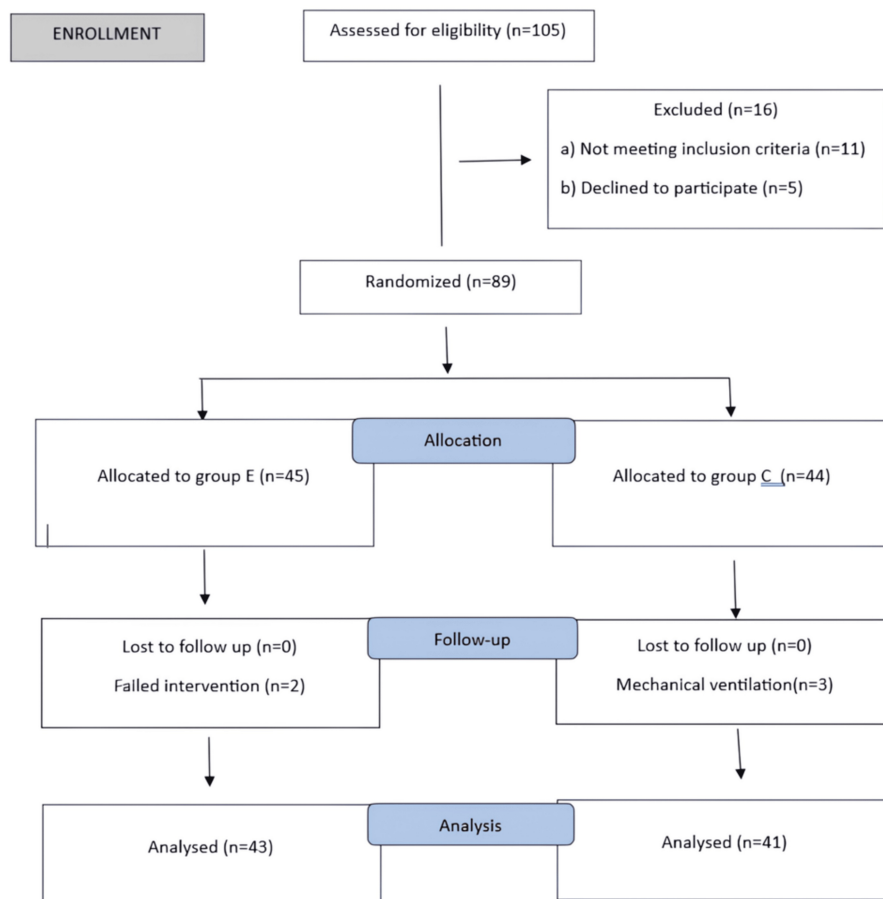 ENROLLMENT
Assessed for eligibility (n=105)
Excluded (n=16)
a) Not meeting inclusion criteria (n=11)
b) Declined to participate (n=5)
Randomized (n=89)
Allocation
Allocated to group E (n=45)
Allocated to group C (n=44)
Follow-up
Lost to follow up (n=0)
Failed intervention (n=2)
Lost to follow up (n=0)
Mechanical ventilation(n=3)
Analysis
Analysed (n=43)
Analysed (n=41)